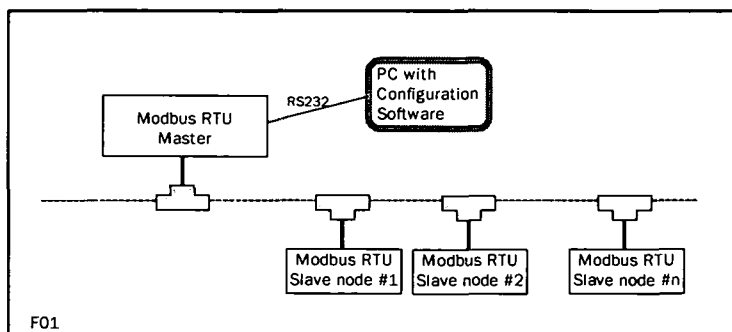 PC with
Configuration
Software
RS232
Modbus RTU
Master
Modbus RTU
Slave node #1
Modbus RTU
Slave node #2
Modbus RTU
Slave node #n
F01